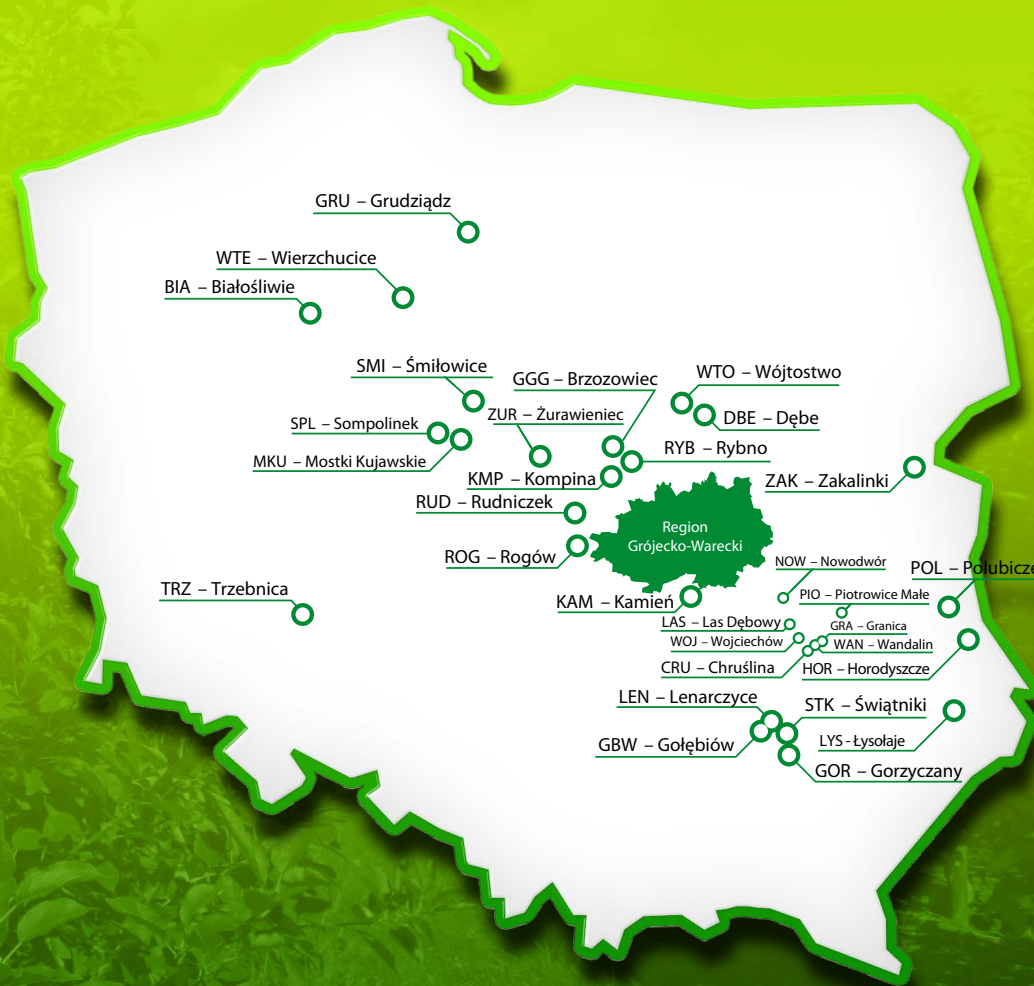 GRU – Grudziądz
WTE – Wierzchucice
BIA – Białośliwie
SMI – Śmiłowice
GGG – Brzozowiec
WTO – Wójtostwo
ZUR – Żurawieniec
DBE – Dębe
SPL – Sompolinek
MKU – Mostki Kujawskie
RYB – Rybno
KMP – Kompina
ZAK – Zakalinki
RUD – Rudniczek
Region
Grójecko-Warecki
ROG – Rogów
NOW – Nowodwór
POL – Polubicze
TRZ – Trzebnica
KAM – Kamień
PIO – Piotrowice Małe
LAS – Las Dębowy
GRA – Granica
WOJ – Wojciechów
WAN – Wandalin
CRU – Chruślina
HOR – Horodyszcze
LEN – Lenarczyce
STK – Świątniki
GBW – Gołębiów
LYS - Łysołaje
GOR – Gorzyczany